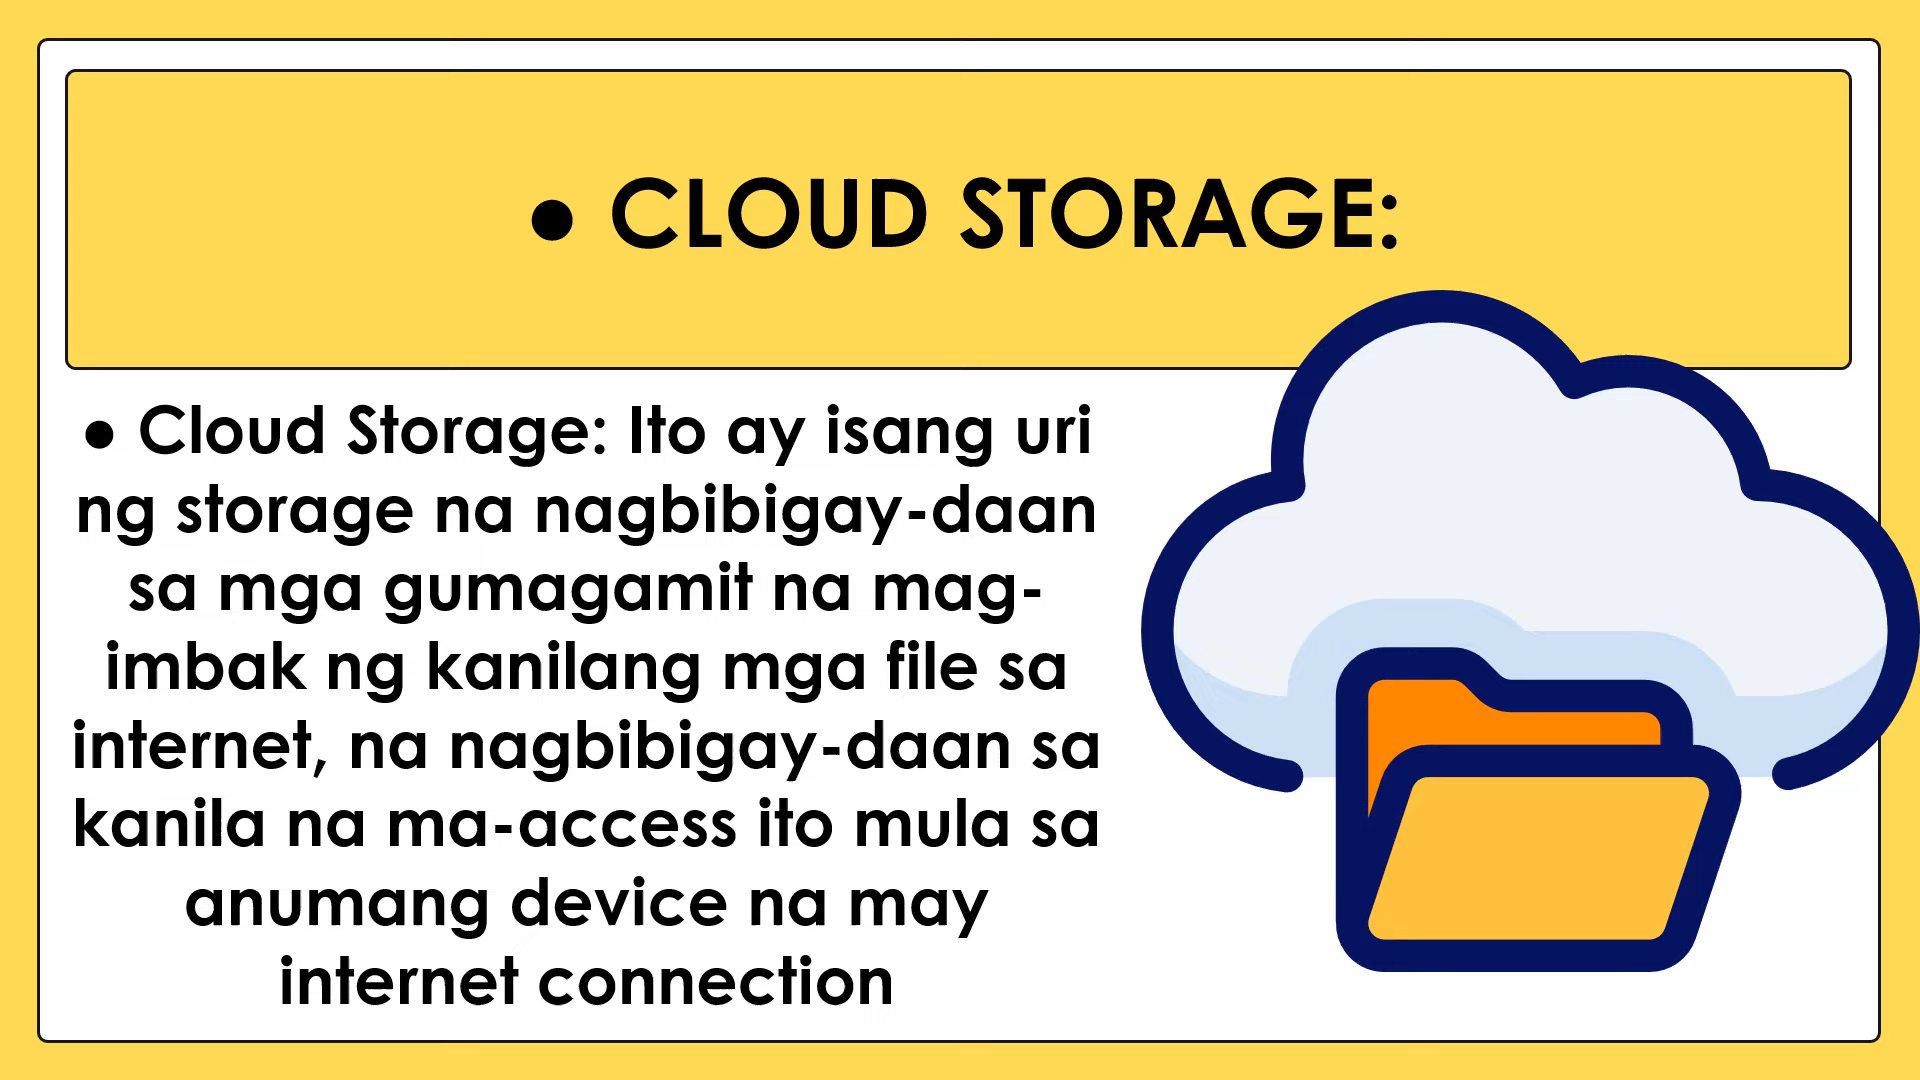 ● CLOUD STORAGE:
● Cloud Storage: Ito ay isang uri
ng storage na nagbibigay-daan
sa mga gumagamit na mag-
imbak ng kanilang mga file sa
internet, na nagbibigay-daan sa
kanila na ma-access ito mula sa
anumang device na may
internet connection